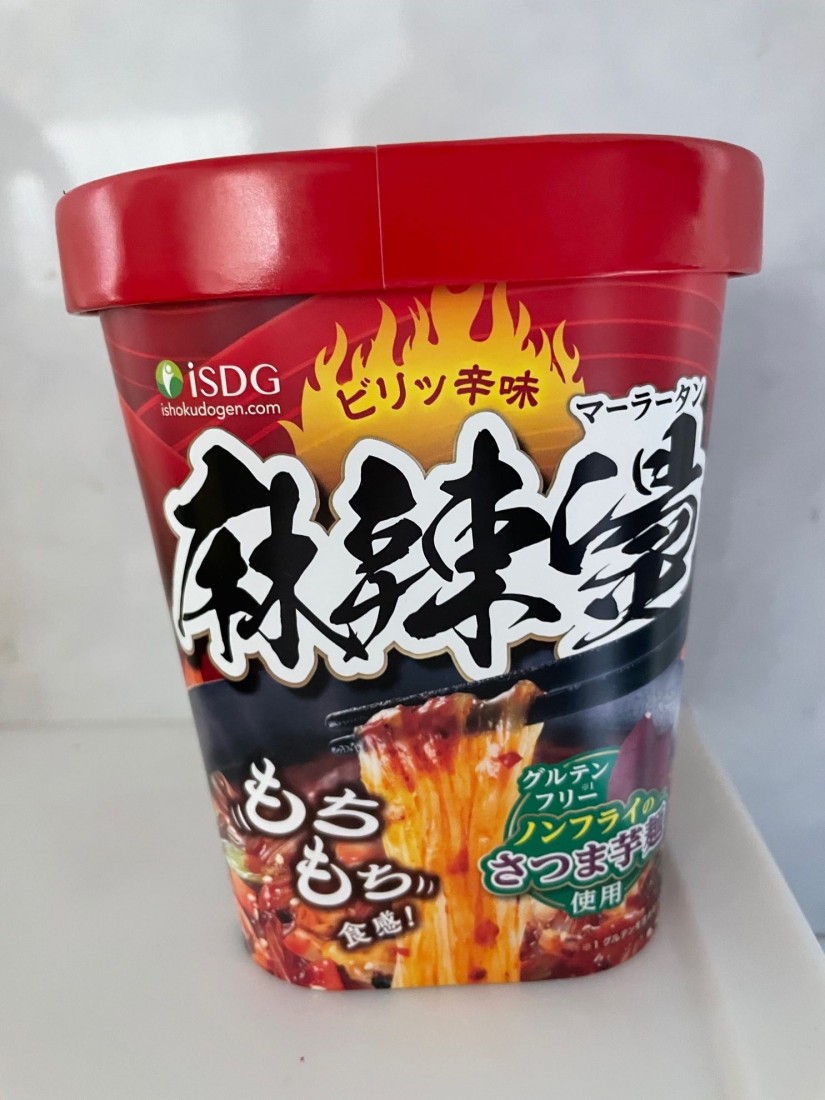 iSDG
ishokudogen.com
ビリッ辛味
マーラータン
麻辣湯
もち
もち
食感!
グルテン
フリー※1
ノンフライの
さつま芋麺
使用